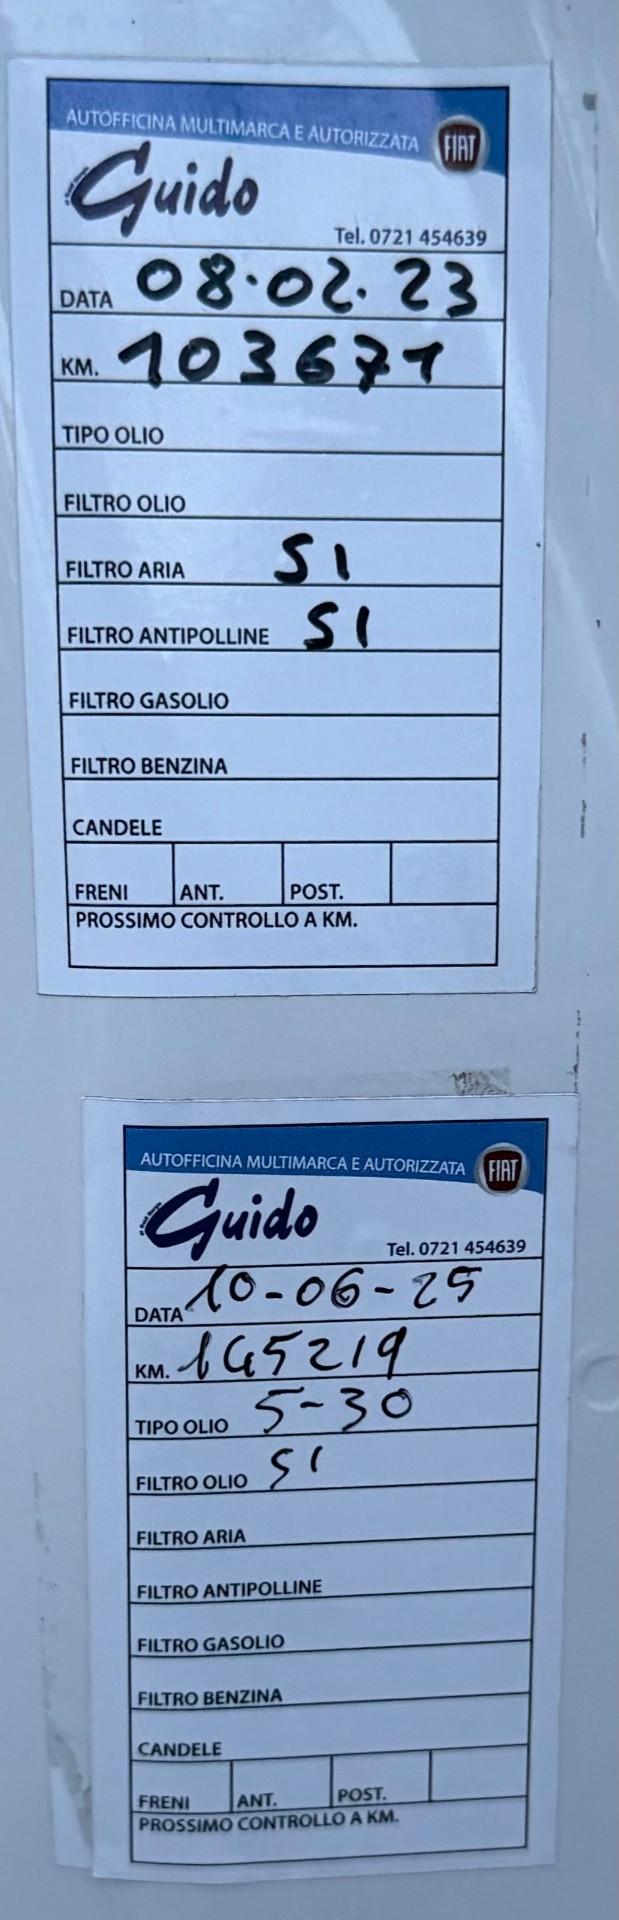 AUTOFFICINA MULTIMARCA E AUTORIZZATA FIAT
Guido
Tel. 0721 454639
DATA 08.02.23
KM. 103671
TIPO OLIO
FILTRO OLIO
FILTRO ARIA SI
FILTRO ANTIPOLLINE SI
FILTRO GASOLIO
FILTRO BENZINA
CANDELE
FRENI ANT. POST.
PROSSIMO CONTROLLO A KM.
AUTOFFICINA MULTIMARCA E AUTORIZZATA FIAT
Guido
Tel. 0721 454639
DATA 10-06-25
KM. 145219
TIPO OLIO 5-30
FILTRO OLIO SI
FILTRO ARIA
FILTRO ANTIPOLLINE
FILTRO GASOLIO
FILTRO BENZINA
CANDELE
FRENI ANT. POST.
PROSSIMO CONTROLLO A KM.